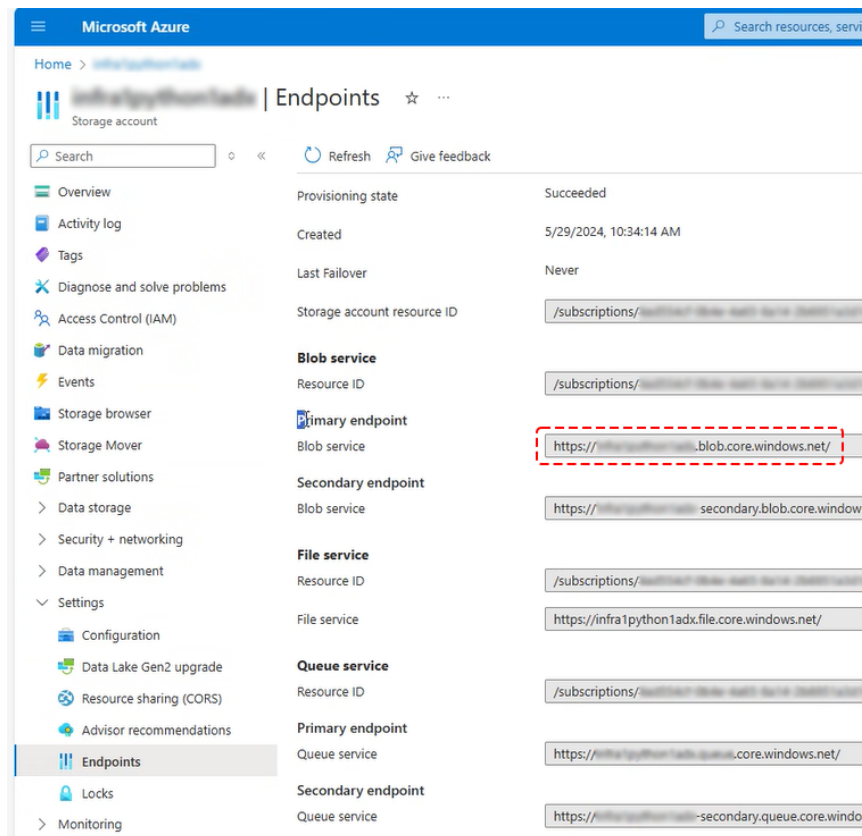 Microsoft Azure
Search resources, servi
Home >
| Endpoints
Storage account
Search
Refresh Give feedback
Overview
Activity log
Tags
Diagnose and solve problems
Access Control (IAM)
Data migration
Events
Storage browser
Storage Mover
Partner solutions
Data storage
Security + networking
Data management
Settings
Configuration
Data Lake Gen2 upgrade
Resource sharing (CORS)
Advisor recommendations
Endpoints
Locks
Monitoring
Provisioning state Succeeded
Created 5/29/2024, 10:34:14 AM
Last Failover Never
Storage account resource ID /subscriptions/
Blob service
Resource ID /subscriptions/
Primary endpoint
Blob service https:// .blob.core.windows.net/
Secondary endpoint
Blob service https:// secondary.blob.core.window
File service
Resource ID /subscriptions/
File service https://infra1python1adx.file.core.windows.net/
Queue service
Resource ID /subscriptions/
Primary endpoint
Queue service https:// .core.windows.net/
Secondary endpoint
Queue service https:// -secondary.queue.core.windo